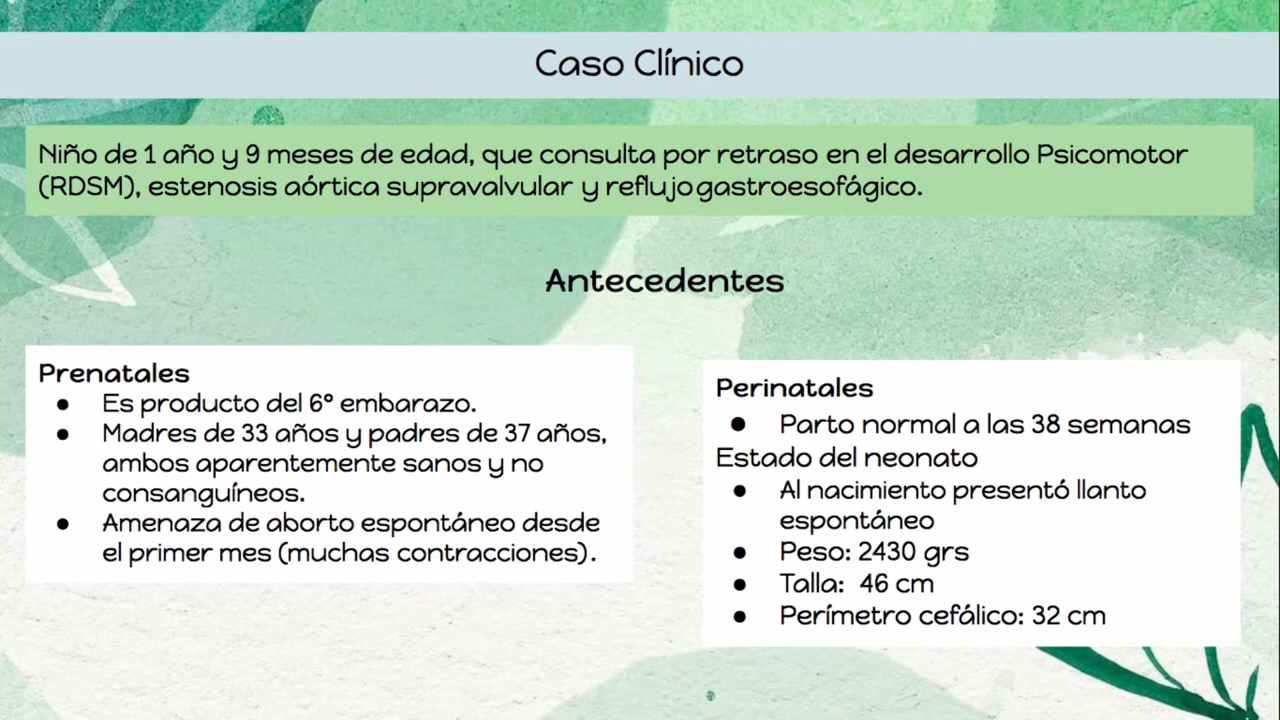 Caso Clínico
Niño de 1 año y 9 meses de edad, que consulta por retraso en el desarrollo Psicomotor
(RDSM), estenosis aórtica supravalvular y reflujo gastroesofágico.
Antecedentes
Prenatales
● Es producto del 6° embarazo.
● Madres de 33 años y padres de 37 años,
ambos aparentemente sanos y no
consanguíneos.
● Amenaza de aborto espontáneo desde
el primer mes (muchas contracciones).
Perinatales
● Parto normal a las 38 semanas
Estado del neonato
● Al nacimiento presentó llanto
espontáneo
● Peso: 2430 grs
● Talla: 46 cm
● Perímetro cefálico: 32 cm